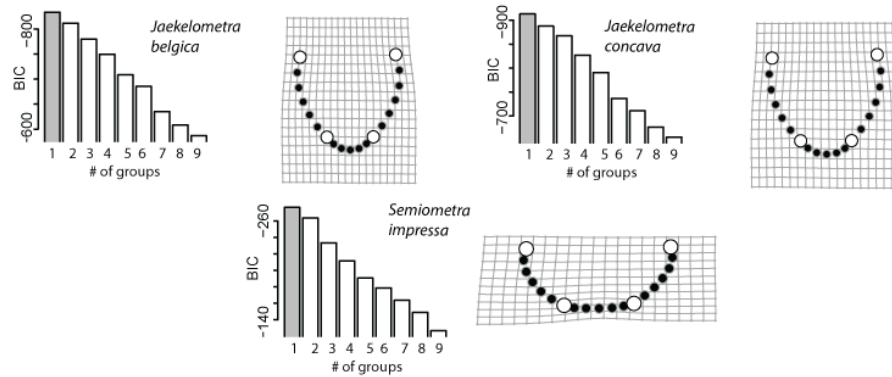 Jaekelometra
belgica
BIC
-800
-600
1 2 3 4 5 6 7 8 9
# of groups
Jaekelometra
concava
BIC
-900
-700
1 2 3 4 5 6 7 8 9
# of groups
Semiometra
impressa
BIC
-260
-140
1 2 3 4 5 6 7 8 9
# of groups